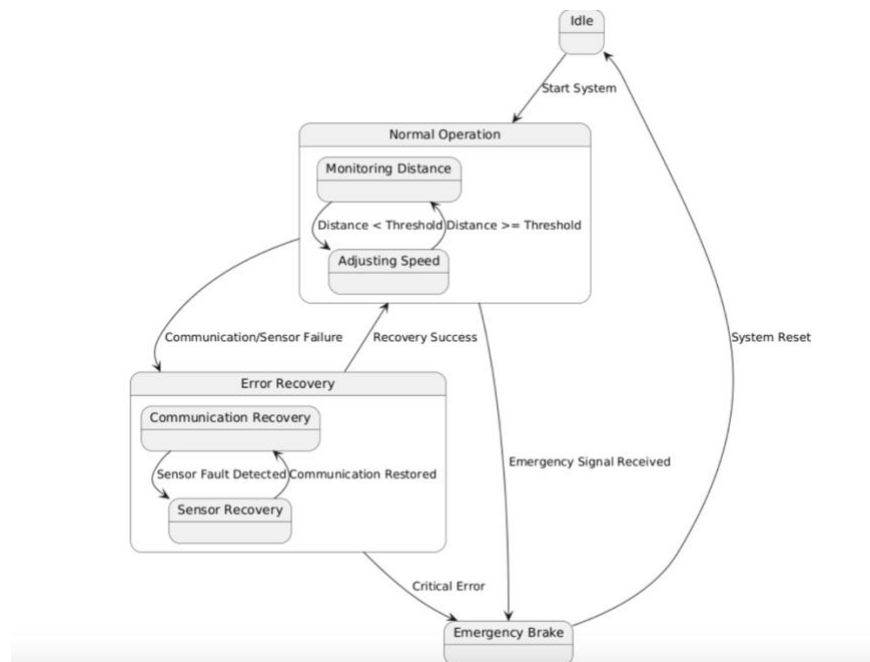 Idle
Start System
Normal Operation
Monitoring Distance
Distance < Threshold
Distance >= Threshold
Adjusting Speed
Communication/Sensor Failure
Recovery Success
System Reset
Error Recovery
Communication Recovery
Sensor Fault Detected
Communication Restored
Emergency Signal Received
Sensor Recovery
Critical Error
Emergency Brake